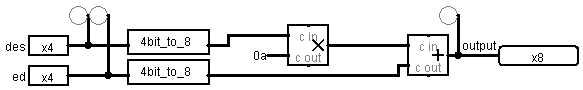 des x4 4bit_to_8 c in × c out 0a
ed x4 4bit_to_8 c in + c out output x8